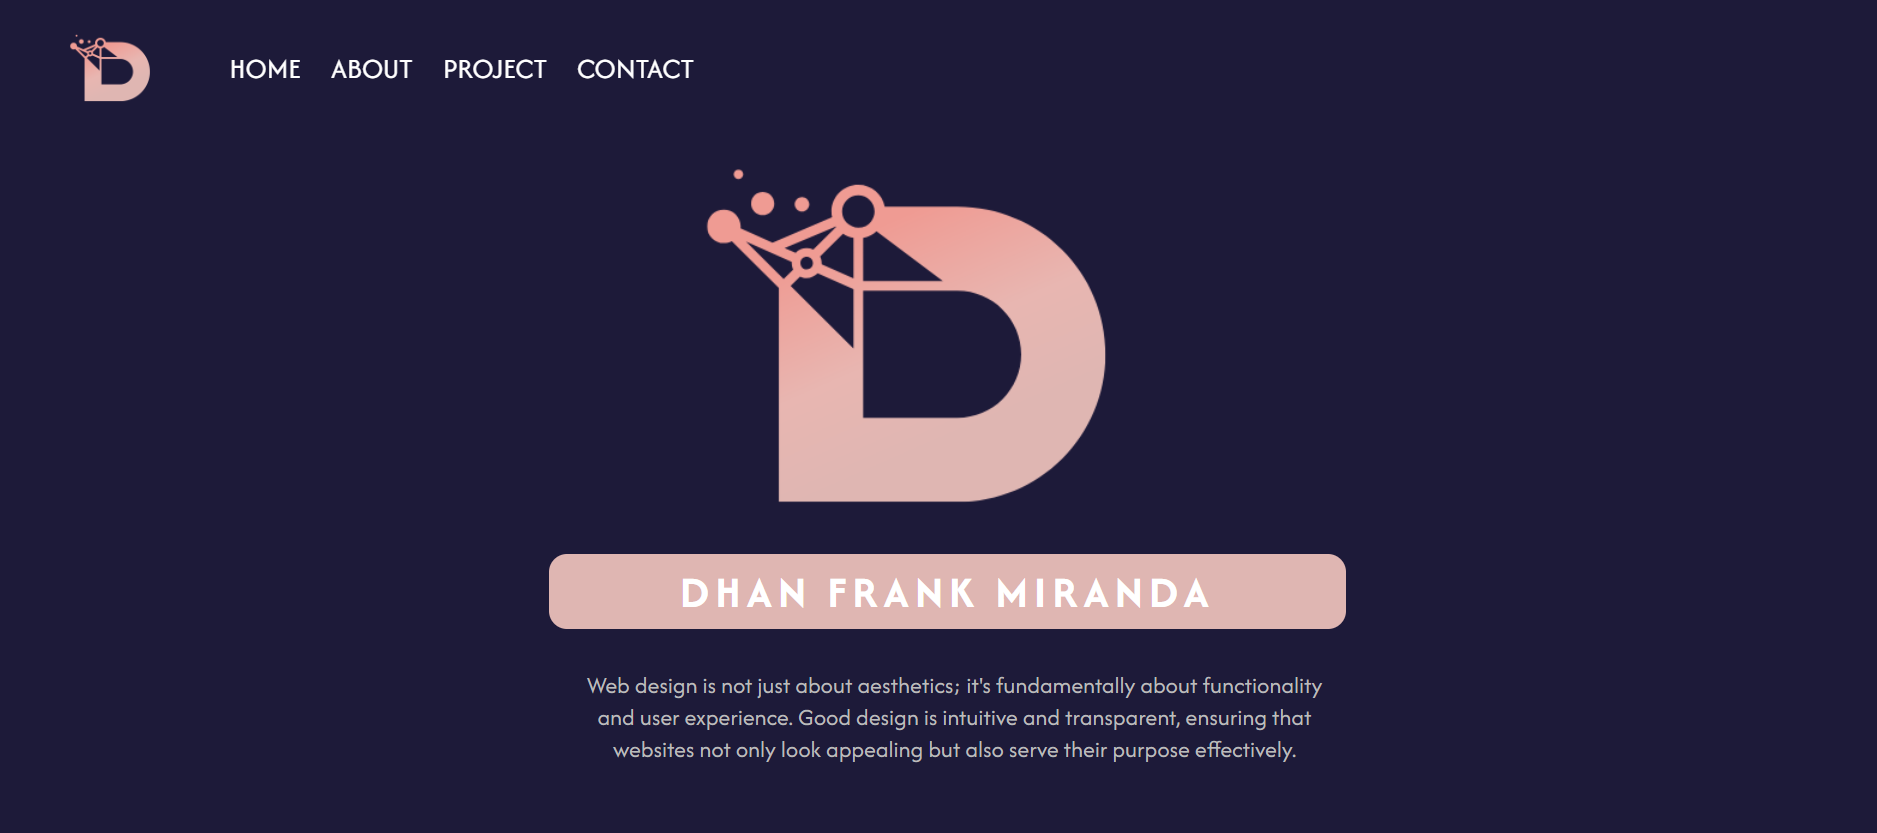 HOME ABOUT PROJECT CONTACT
DHAN FRANK MIRANDA
Web design is not just about aesthetics; it's fundamentally about functionality
and user experience. Good design is intuitive and transparent, ensuring that
websites not only look appealing but also serve their purpose effectively.